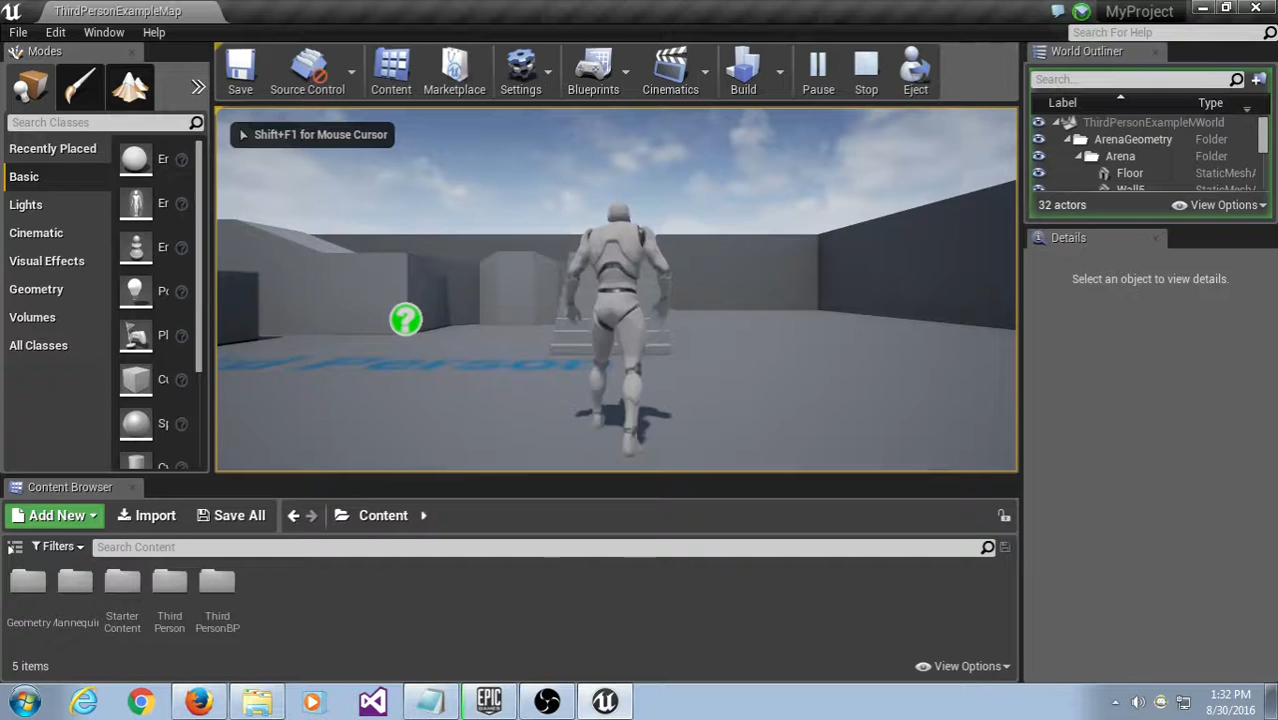 ThirdPersonExampleMap
MyProject
File
Edit
Window
Help
Search For Help
Modes
Search Classes
Recently Placed
Basic
Lights
Cinematic
Visual Effects
Geometry
Volumes
All Classes
Save
Source Control
Content
Marketplace
Settings
Blueprints
Cinematics
Build
Pause
Stop
Eject
Shift+F1 for Mouse Cursor
?
World Outliner
Search...
Label
Type
ThirdPersonExampleM
World
ArenaGeometry
Folder
Arena
Folder
Floor
StaticMesh
32 actors
View Options
Details
Select an object to view details.
Content Browser
Add New
Import
Save All
Content
Filters
Search Content
Geometry
Mannequin
Starter Content
Third Person
Third PersonBP
5 items
View Options
EPIC GAMES
1:32 PM
8/30/2016